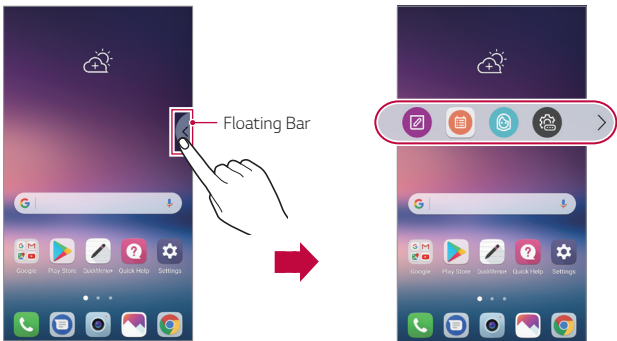 Floating Bar
G
G
G M
Google
Play Store
QuickMemo+
Quick Help
Settings
G M
Google
Play Store
QuickMemo+
Quick Help
Settings